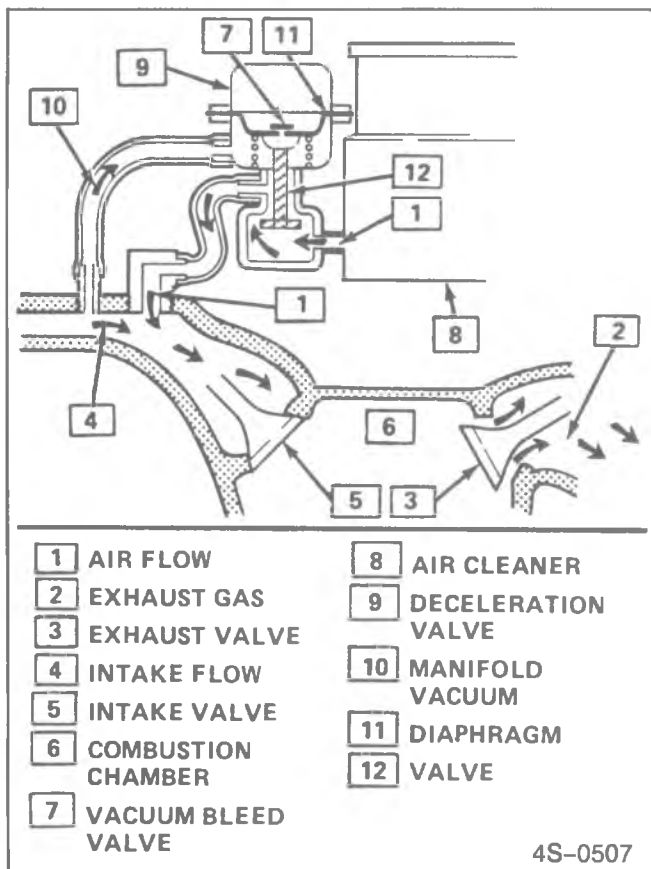 7 11
9
10
12
1
1
8
2
4
6
5 3
1 AIR FLOW
2 EXHAUST GAS
3 EXHAUST VALVE
4 INTAKE FLOW
5 INTAKE VALVE
6 COMBUSTION
CHAMBER
7 VACUUM BLEED
VALVE
8 AIR CLEANER
9 DECELERATION
VALVE
10 MANIFOLD
VACUUM
11 DIAPHRAGM
12 VALVE
4S-0507